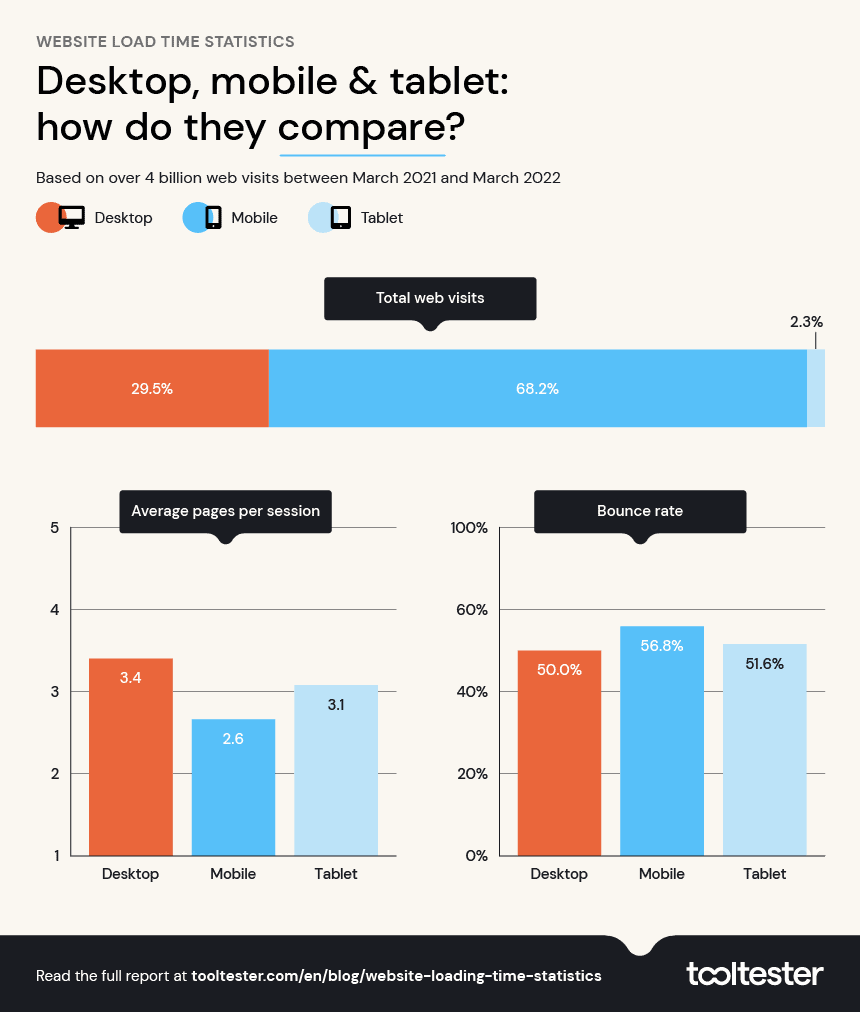 WEBSITE LOAD TIME STATISTICS
Desktop, mobile & tablet:
how do they compare?
Based on over 4 billion web visits between March 2021 and March 2022
Desktop Mobile Tablet
Total web visits
2.3%
29.5% 68.2%
Average pages per session
5
4
3
2
1
3.4
2.6
3.1
Desktop Mobile Tablet
Bounce rate
100%
60%
40%
20%
0%
50.0%
56.8%
51.6%
Desktop Mobile Tablet
Read the full report at tooltester.com/en/blog/website-loading-time-statistics
tooltester